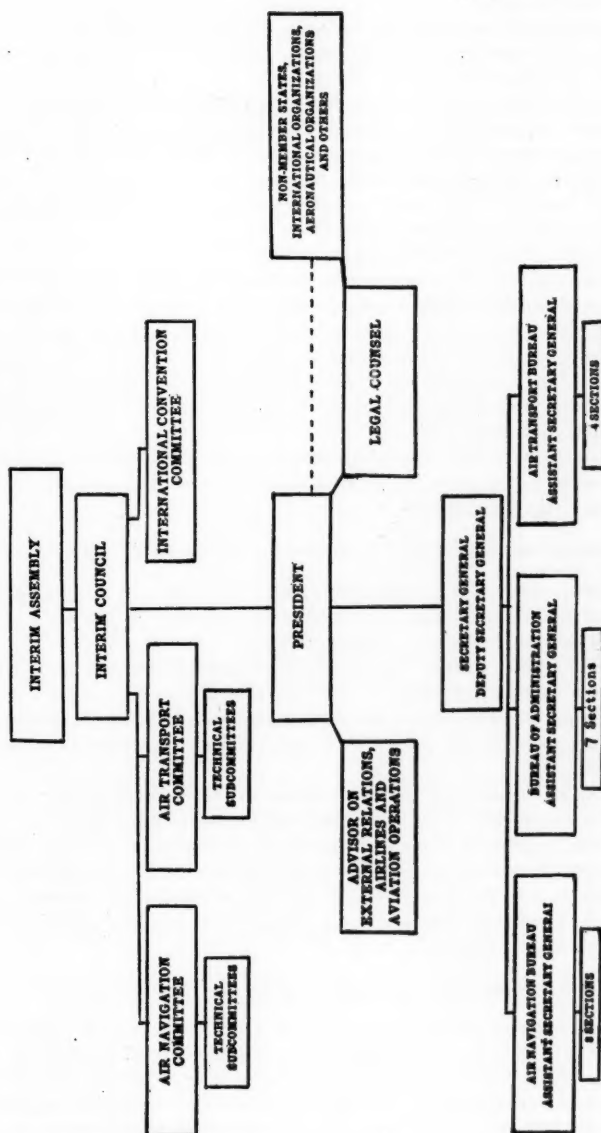 INTERIM ASSEMBLY
INTERIM COUNCIL
AIR NAVIGATION
COMMITTEE
TECHNICAL
SUBCOMMITTEES
AIR TRANSPORT
COMMITTEE
TECHNICAL
SUBCOMMITTEES
INTERNATIONAL CONVENTION
COMMITTEE
PRESIDENT
NON-MEMBER STATES,
INTERNATIONAL ORGANIZATIONS,
AERONAUTICAL ORGANIZATIONS
AND OTHERS
ADVISOR ON
EXTERNAL RELATIONS,
AIRLINES AND
AVIATION OPERATIONS
LEGAL COUNSEL
SECRETARY GENERAL
DEPUTY SECRETARY GENERAL
AIR NAVIGATION BUREAU
ASSISTANT SECRETARY GENERAL
8 SECTIONS
BUREAU OF ADMINISTRATION
ASSISTANT SECRETARY GENERAL
7 Sections
AIR TRANSPORT BUREAU
ASSISTANT SECRETARY GENERAL
4 SECTIONS